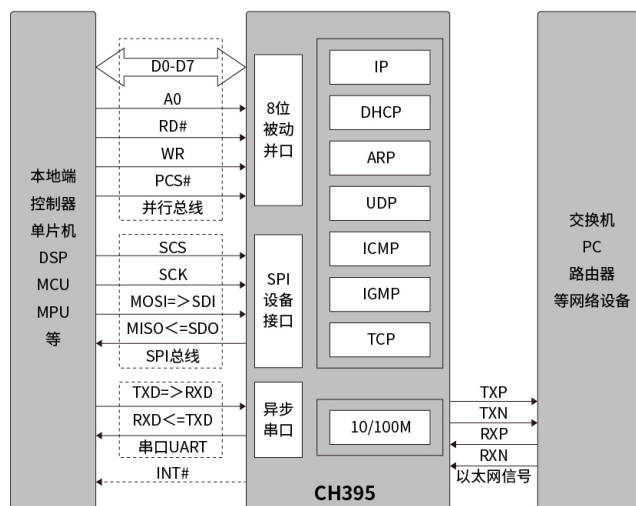 本地端
控制器
单片机
DSP
MCU
MPU
等
D0-D7
A0
RD#
WR
PCS#
并行总线
SCS
SCK
MOSI=>SDI
MISO<=SDO
SPI总线
TXD=>RXD
RXD<=TXD
串口UART
INT#
8位
被动
并口
SPI
设备
接口
异步
串口
IP
DHCP
ARP
UDP
ICMP
IGMP
TCP
10/100M
CH395
TXP
TXN
RXP
RXN
以太网信号
交换机
PC
路由器
等网络设备